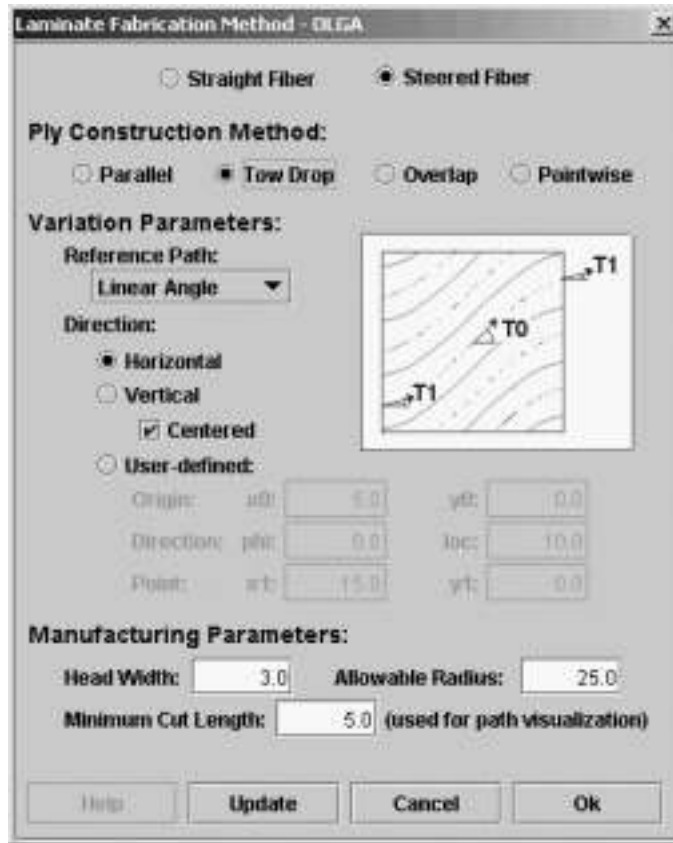 Laminate Fabrication Method - OLGA
Straight Fiber Steered Fiber
Ply Construction Method:
Parallel Tow Drop Overlap Pointwise
Variation Parameters:
Reference Path:
Linear Angle
T1
T0
T1
Direction:
Horizontal
Vertical
Centered
User-defined:
Origin: x0: 5.0 y0: 0.0
Direction: phi: 0.0 loc: 10.0
Point: x1: 15.0 y1: 0.0
Manufacturing Parameters:
Head Width: 3.0 Allowable Radius: 25.0
Minimum Cut Length: 5.0 (used for path visualization)
Help Update Cancel Ok